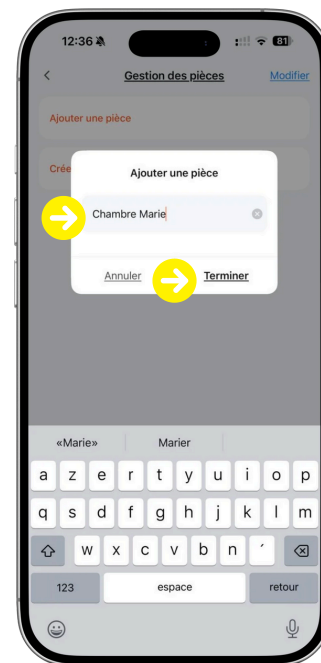 12:36
81
Gestion des pièces
Modifier
Ajouter une pièce
Crée
Ajouter une pièce
Chambre Marie
Annuler
Terminer
«Marie»
Marier
a z e r t y u i o p
q s d f g h j k l m
w x c v b n ´
123
espace
retour